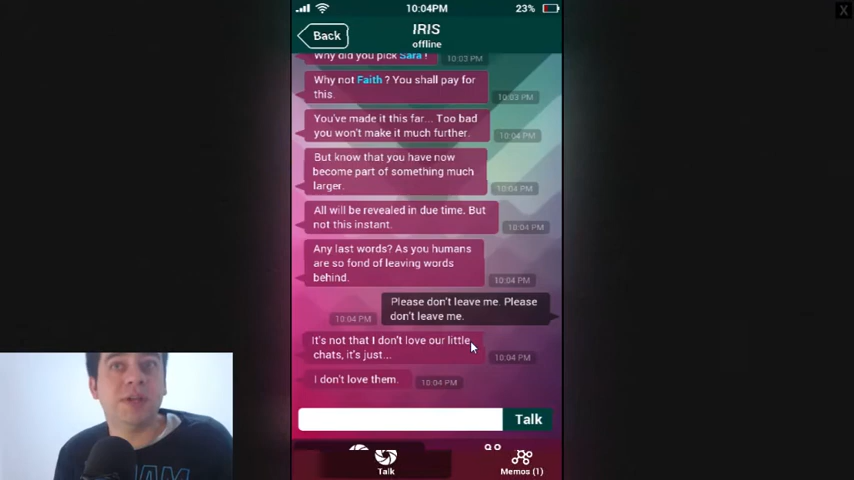 10:04PM
23%
X
Back
IRIS
offline
Why did you pick Sara !
10:03 PM
Why not Faith ? You shall pay for
this.
10:03 PM
You've made it this far... Too bad
you won't make it much further.
10:04 PM
But know that you have now
become part of something much
larger.
10:04 PM
All will be revealed in due time. But
not this instant.
10:04 PM
Any last words? As you humans
are so fond of leaving words
behind.
10:04 PM
Please don't leave me. Please
don't leave me.
10:04 PM
It's not that I don't love our little
chats, it's just...
10:04 PM
I don't love them.
10:04 PM
Talk
Talk
Memos (1)